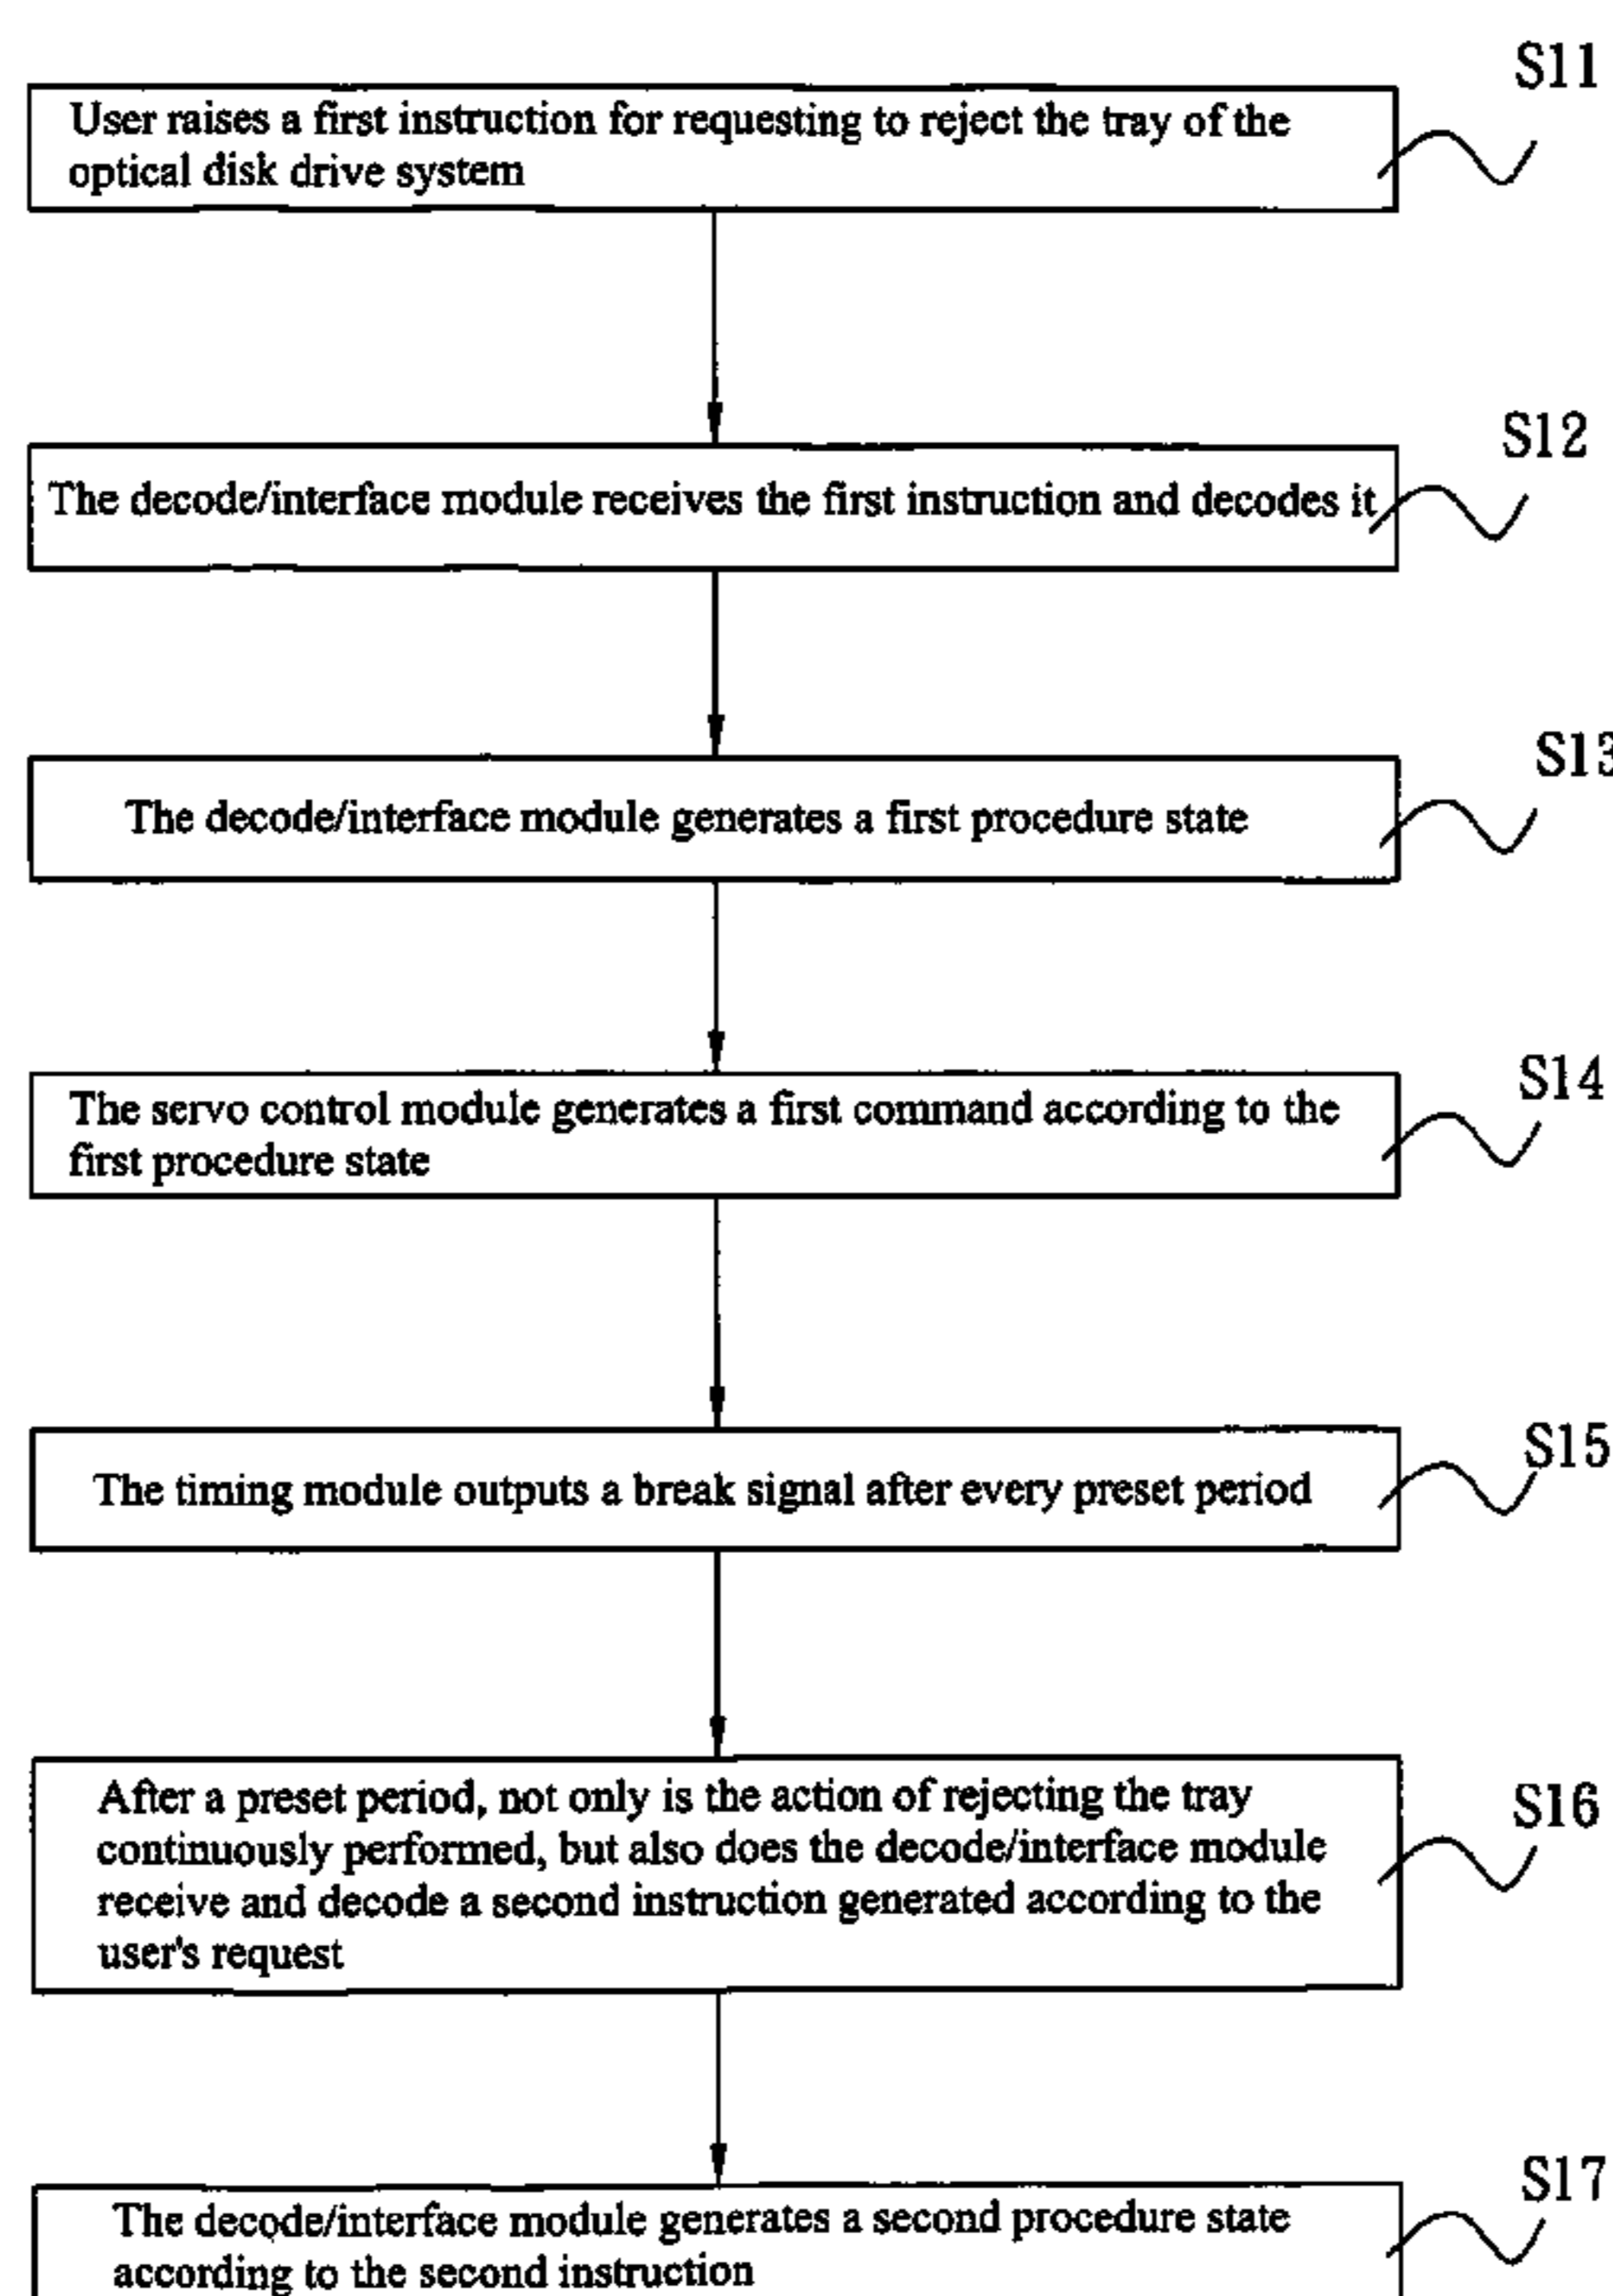 S11
User raises a first instruction for requesting to reject the tray of the
optical disk drive system
S12
The decode/interface module receives the first instruction and decodes it
S13
The decode/interface module generates a first procedure state
S14
The servo control module generates a first command according to the
first procedure state
S15
The timing module outputs a break signal after every preset period
S16
After a preset period, not only is the action of rejecting the tray
continuously performed, but also does the decode/interface module
receive and decode a second instruction generated according to the
user's request
S17
The decode/interface module generates a second procedure state
according to the second instruction